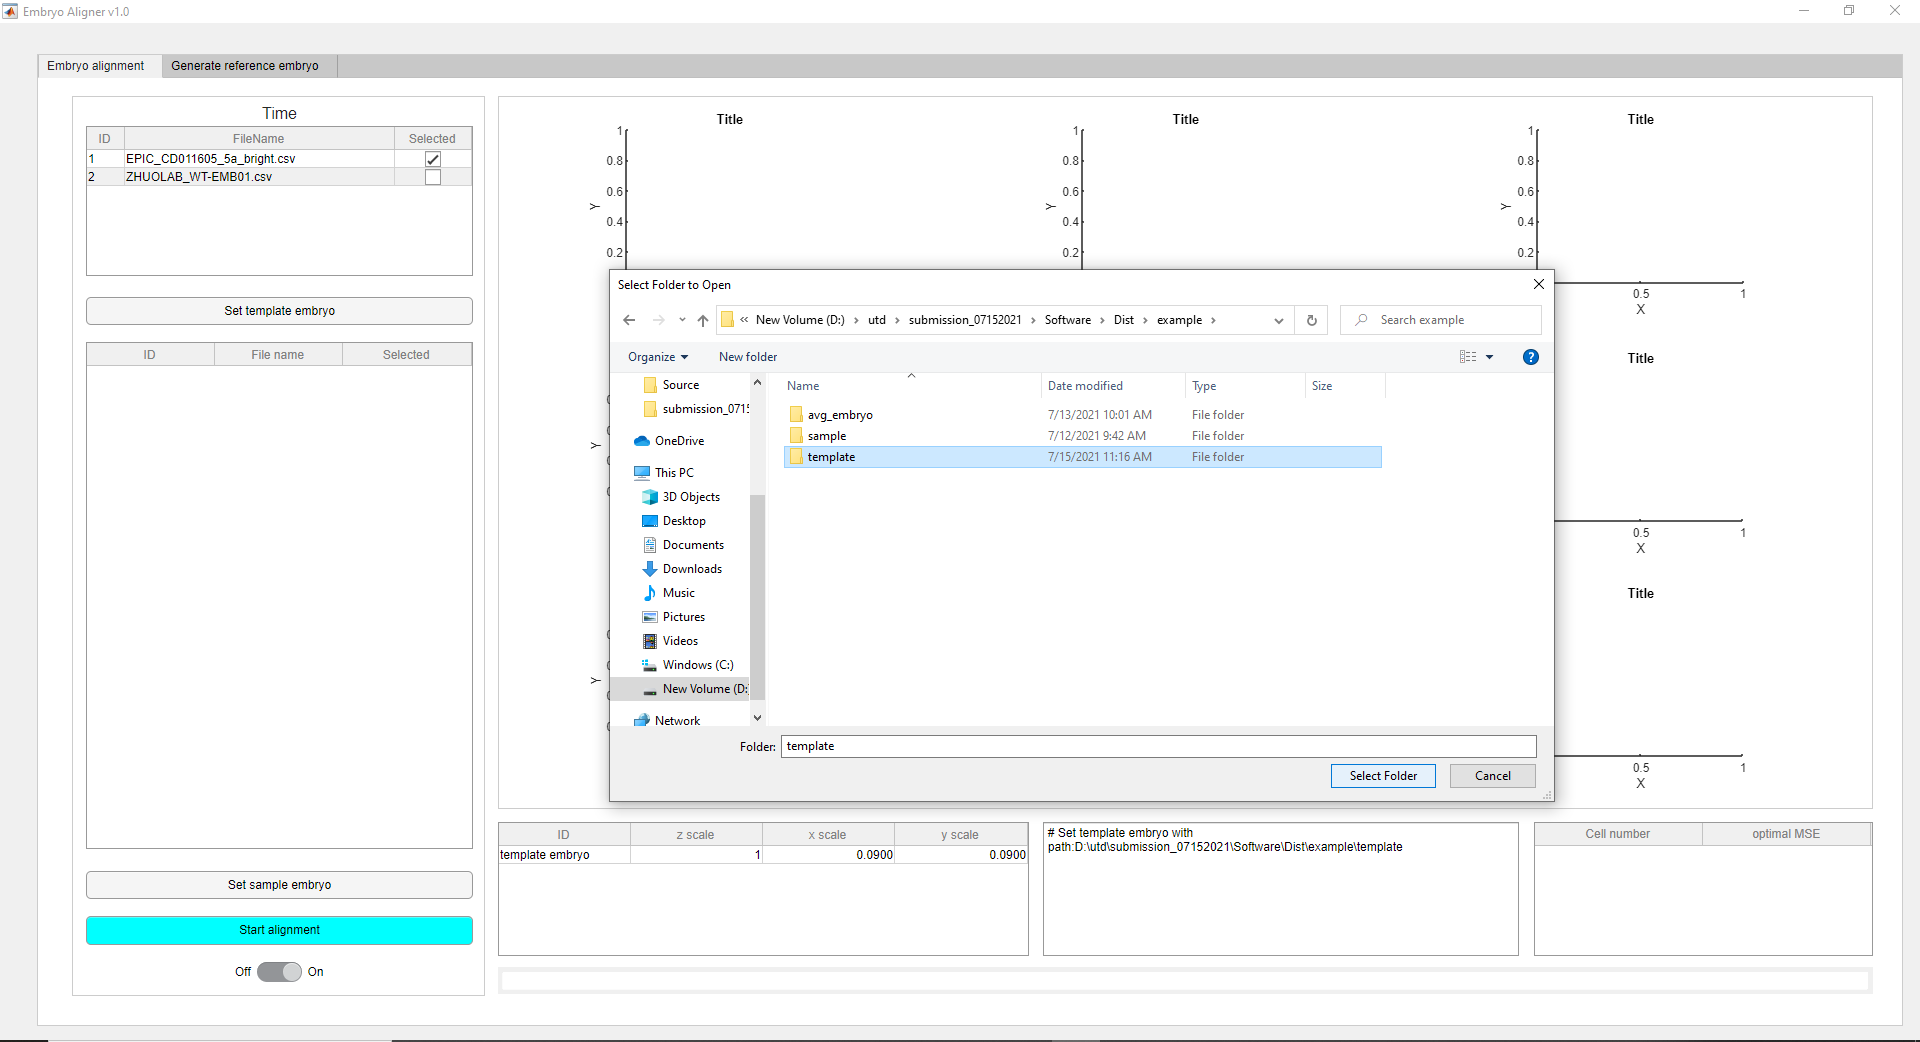 Embryo Aligner v1.0
Embryo alignment
Generate reference embryo
Time
ID FileName Selected
1 EPIC_CD011605_5a_bright.csv
2 ZHUOLAB_WT-EMB01.csv
Set template embryo
ID File name Selected
Set sample embryo
Start alignment
Off On
Title
1
0.8
0.6
0.4
0.2
Y
Title
1
0.8
0.6
0.4
0.2
Y
Title
1
0.8
0.6
0.4
0.2
Y
0.5 1
X
Y
Title
0.5 1
X
Y
Title
0.5 1
X
Select Folder to Open
« New Volume (D:) › utd › submission_07152021 › Software › Dist › example ›
Search example
Organize
New folder
?
Source
submission_0715
OneDrive
This PC
3D Objects
Desktop
Documents
Downloads
Music
Pictures
Videos
Windows (C:)
New Volume (D:
Network
Name Date modified Type Size
avg_embryo 7/13/2021 10:01 AM File folder
sample 7/12/2021 9:42 AM File folder
template 7/15/2021 11:16 AM File folder
Folder: template
Select Folder Cancel
ID z scale x scale y scale
template embryo 1 0.0900 0.0900
# Set template embryo with
path:D:\utd\submission_07152021\Software\Dist\example\template
Cell number optimal MSE